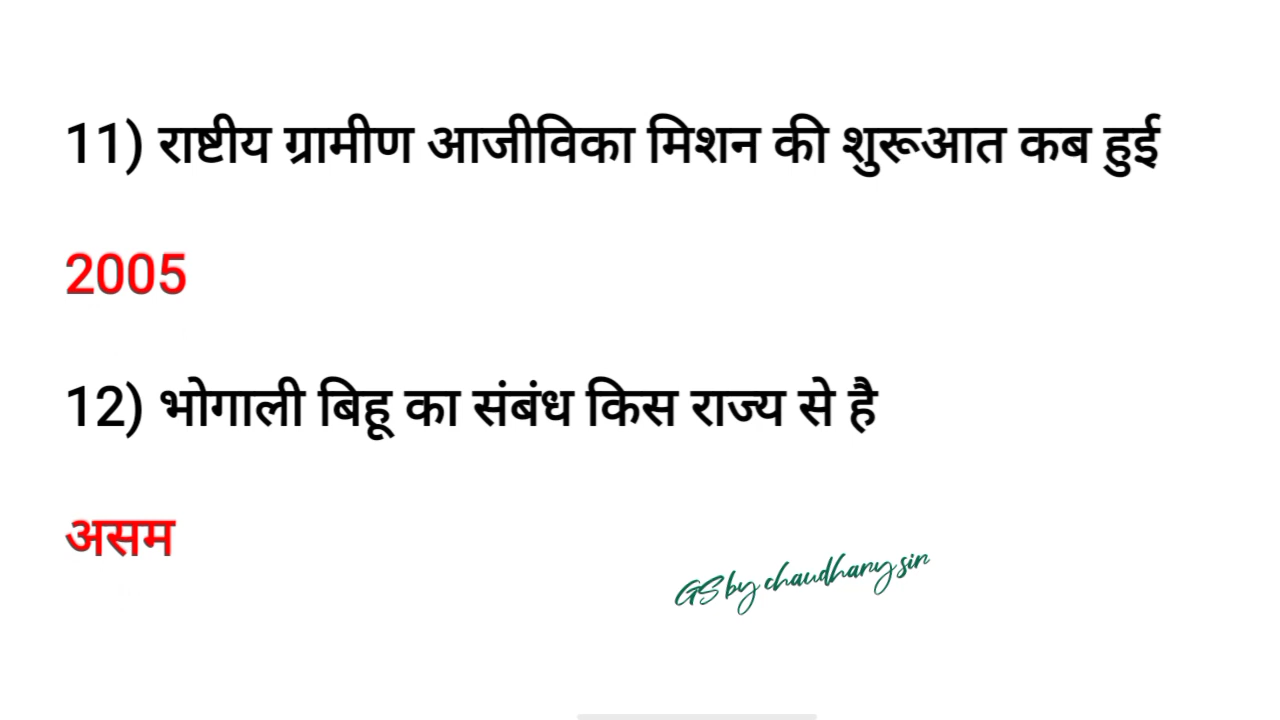 11) राष्टीय ग्रामीण आजीविका मिशन की शुरूआत कब हुई
2005
12) भोगाली बिहू का संबंध किस राज्य से है
असम
GS by chaudhary sir